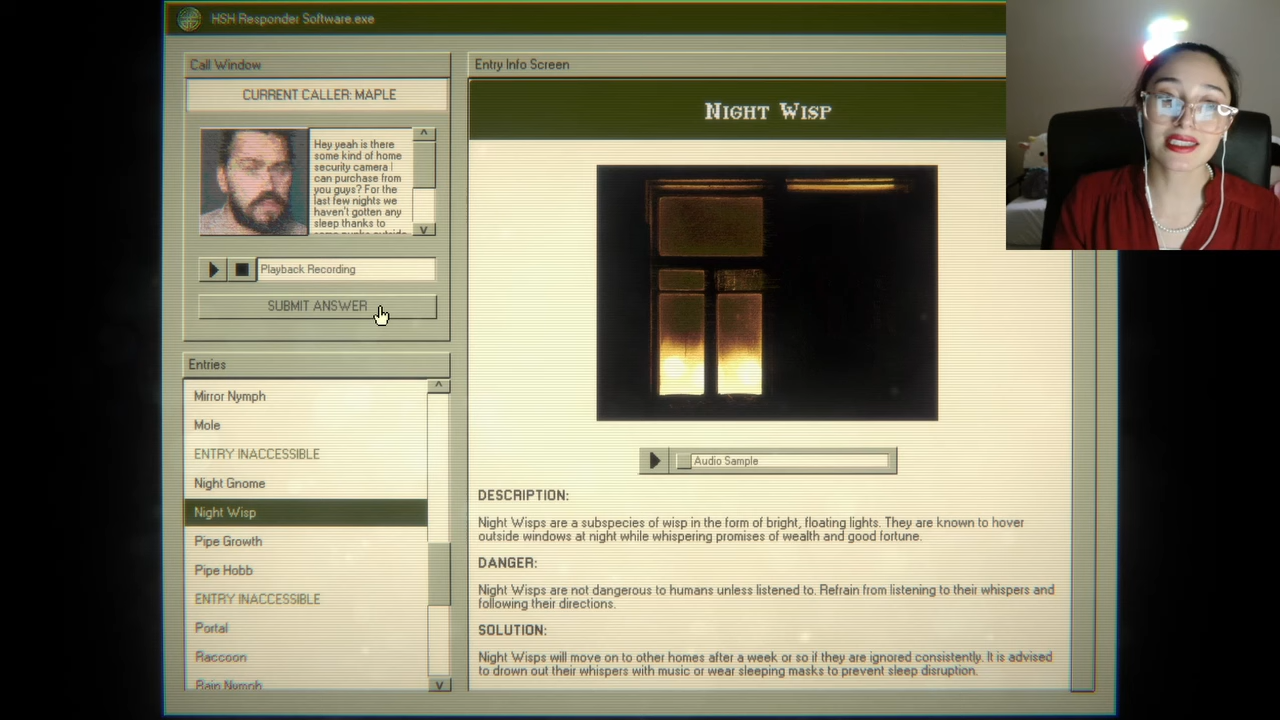 HSH Responder Software.exe
Call Window
CURRENT CALLER: MAPLE
Hey yeah is there
some kind of home
security camera I
can purchase from
you guys? For the
last few nights we
haven't gotten any
sleep thanks to
Playback Recording
SUBMIT ANSWER
Entries
Mirror Nymph
Mole
ENTRY INACCESSIBLE
Night Gnome
Night Wisp
Pipe Growth
Pipe Hobb
ENTRY INACCESSIBLE
Portal
Raccoon
Rain Nymph
Entry Info Screen
Night Wisp
Audio Sample
DESCRIPTION:
Night Wisps are a subspecies of wisp in the form of bright, floating lights. They are known to hover
outside windows at night while whispering promises of wealth and good fortune.
DANGER:
Night Wisps are not dangerous to humans unless listened to. Refrain from listening to their whispers and
following their directions.
SOLUTION:
Night Wisps will move on to other homes after a week or so if they are ignored consistently. It is advised
to drown out their whispers with music or wear sleeping masks to prevent sleep disruption.